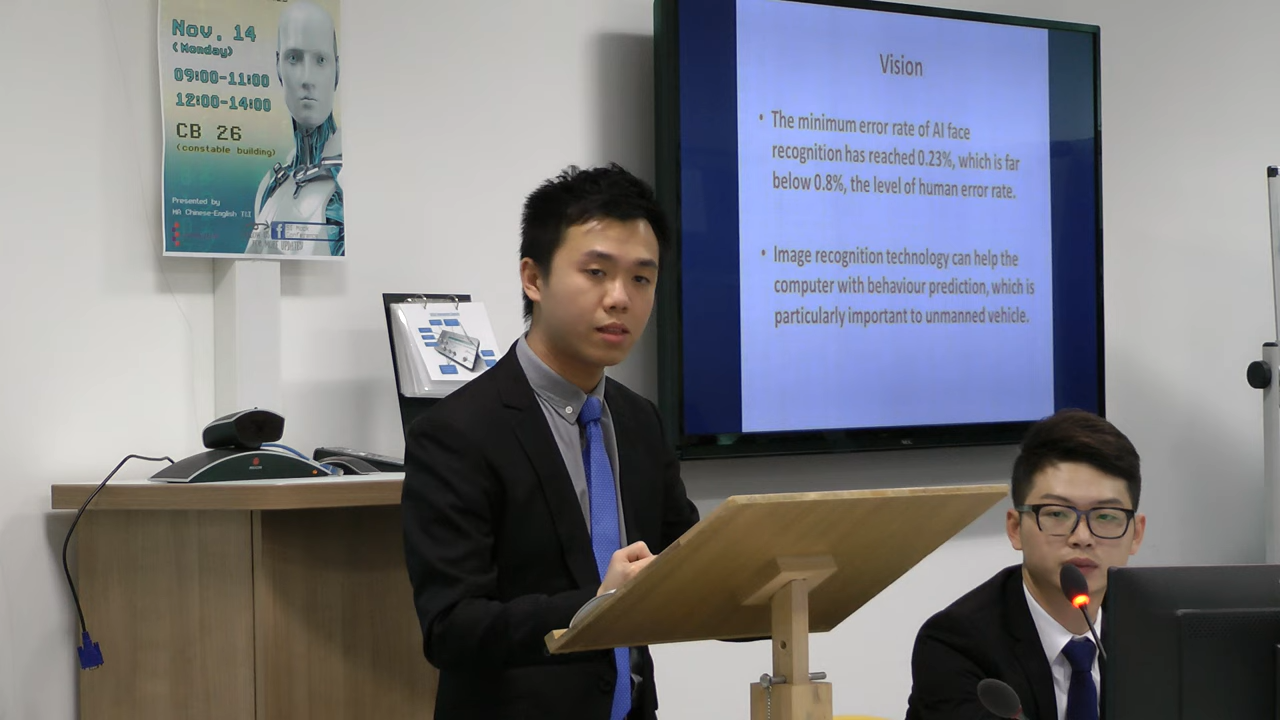 Nov. 14
(Monday)
09:00-11:00
12:00-14:00
CB 26
(constable building)
Presented by
MA Chinese-English TII
Vision
• The minimum error rate of AI face
recognition has reached 0.23%, which is far
below 0.8%, the level of human error rate.
• Image recognition technology can help the
computer with behaviour prediction, which is
particularly important to unmanned vehicle.